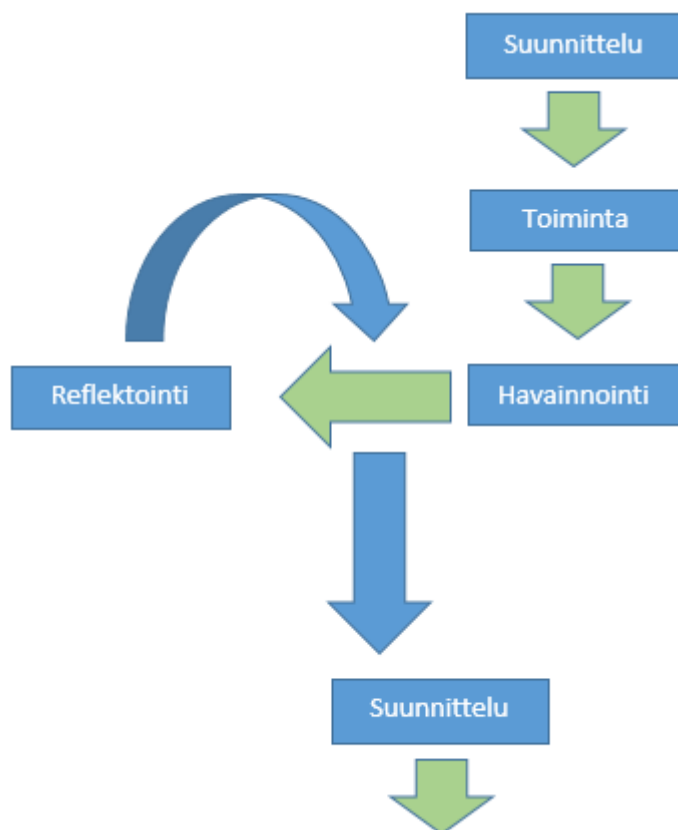 Suunnittelu
Toiminta
Havainnointi
Reflektointi
Suunnittelu